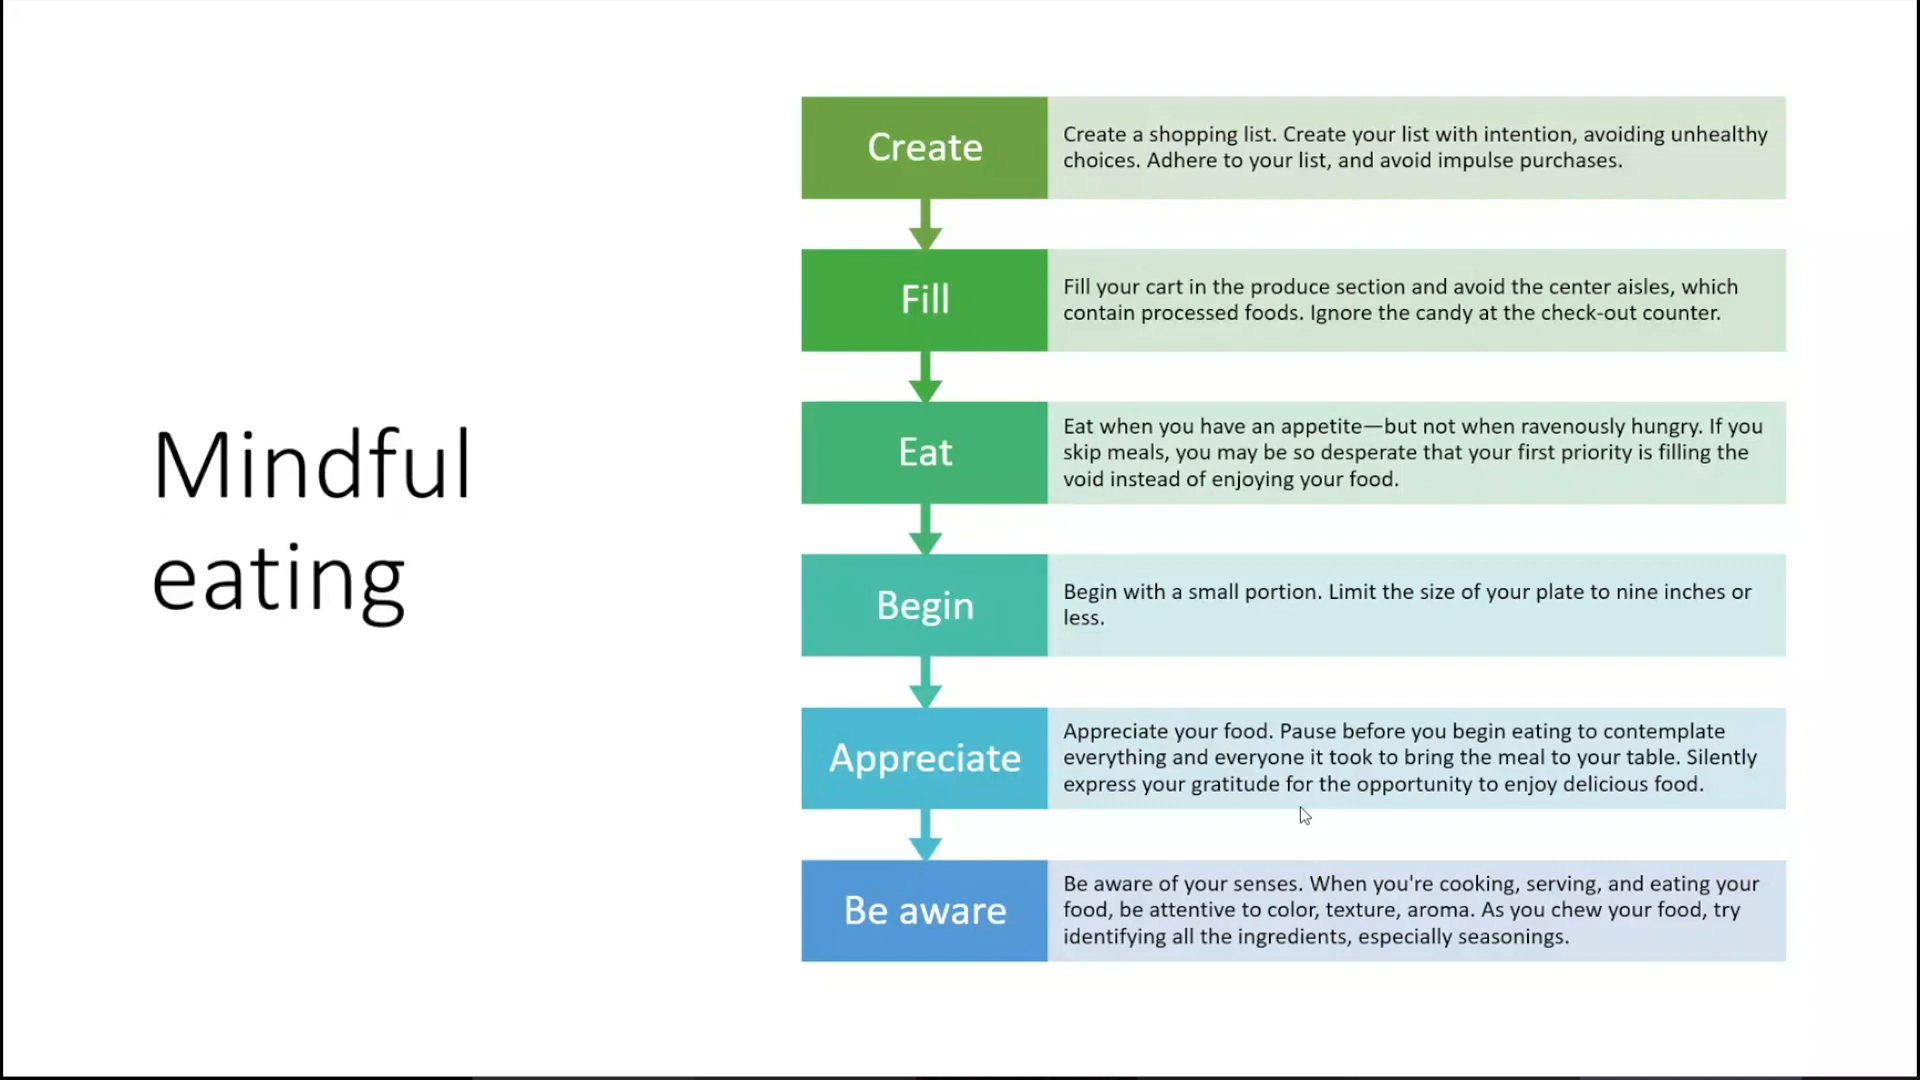 Mindful
eating
Create
Create a shopping list. Create your list with intention, avoiding unhealthy
choices. Adhere to your list, and avoid impulse purchases.
Fill
Fill your cart in the produce section and avoid the center aisles, which
contain processed foods. Ignore the candy at the check-out counter.
Eat
Eat when you have an appetite—but not when ravenously hungry. If you
skip meals, you may be so desperate that your first priority is filling the
void instead of enjoying your food.
Begin
Begin with a small portion. Limit the size of your plate to nine inches or
less.
Appreciate
Appreciate your food. Pause before you begin eating to contemplate
everything and everyone it took to bring the meal to your table. Silently
express your gratitude for the opportunity to enjoy delicious food.
Be aware
Be aware of your senses. When you're cooking, serving, and eating your
food, be attentive to color, texture, aroma. As you chew your food, try
identifying all the ingredients, especially seasonings.